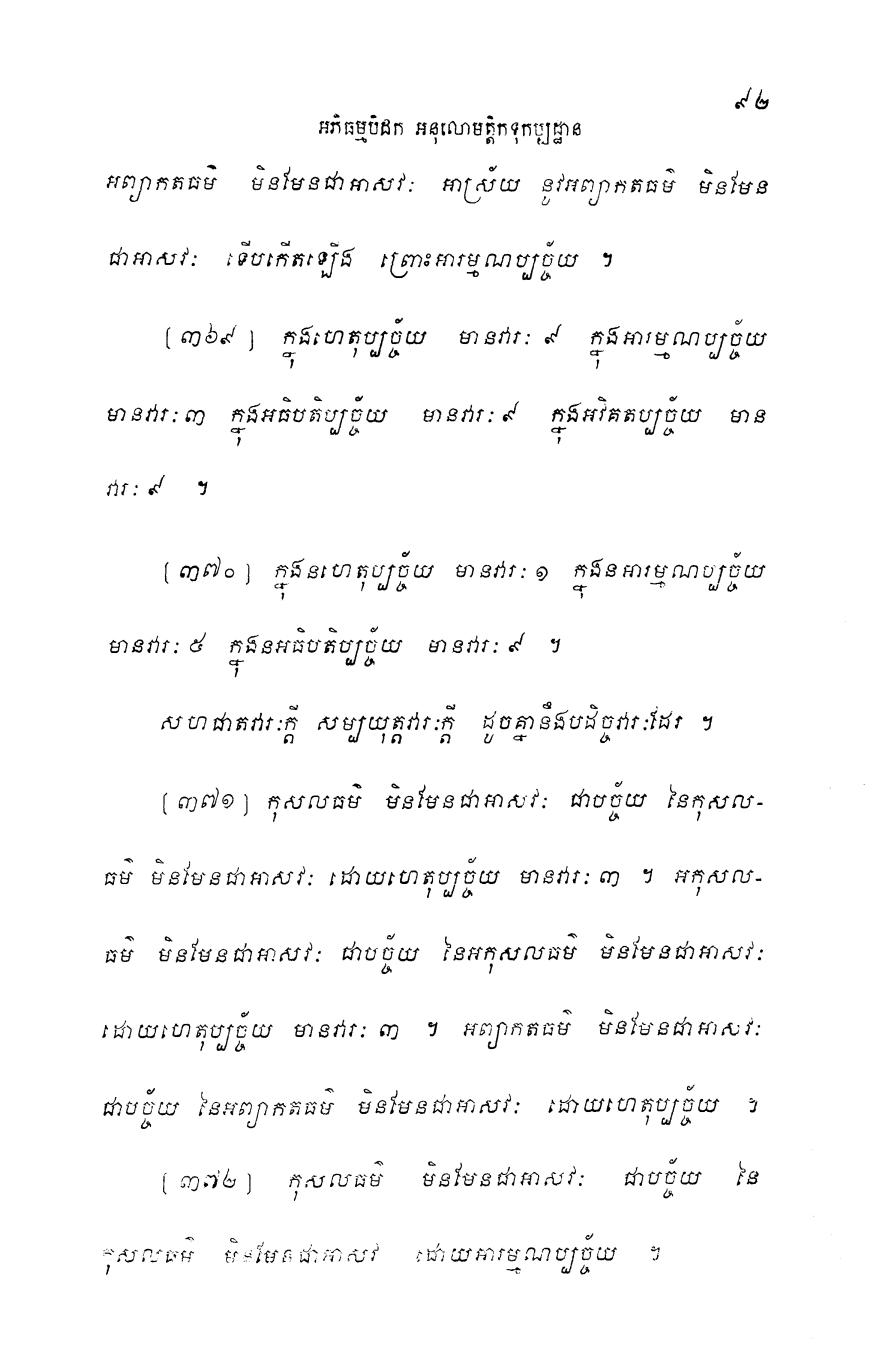 ៩២
អភិធម្មបិដក អនុលោមត្តិកទុកប្បដ្ឋាន
អព្យាកតធម៌ មិនមែនជាអាសវៈ អាស្រ័យ នូវអព្យាកតធម៌ មិនមែន
ជាអាសវៈ ទើបកើតឡើង ព្រោះអារម្មណប្បច្ច័យ ។
[៣៦៩] ក្នុងហេតុប្បច្ច័យ មានវារៈ ៩ ក្នុងអារម្មណប្បច្ច័យ
មានវារៈ ៣ ក្នុងអធិបតិប្បច្ច័យ មានវារៈ ៩ ក្នុងអវិគតប្បច្ច័យ មាន
វារៈ ៩ ។
[៣៧០] ក្នុងនហេតុប្បច្ច័យ មានវារៈ ១ ក្នុងនអារម្មណប្បច្ច័យ
មានវារៈ ៥ ក្នុងនអធិបតិប្បច្ច័យ មានវារៈ ៩ ។
សហជាតវារៈក្តី សម្បយុត្តវារៈក្តី ដូចគ្នានឹងបដិច្ចវារៈដែរ ។
[៣៧១] កុសលធម៌ មិនមែនជាអាសវៈ ជាបច្ច័យ នៃកុសល-
ធម៌ មិនមែនជាអាសវៈ ដោយហេតុប្បច្ច័យ មានវារៈ ៣ ។ អកុសល-
ធម៌ មិនមែនជាអាសវៈ ជាបច្ច័យ នៃអកុសលធម៌ មិនមែនជាអាសវៈ
ដោយហេតុប្បច្ច័យ មានវារៈ ៣ ។ អព្យាកតធម៌ មិនមែនជាអាសវៈ
ជាបច្ច័យ នៃអព្យាកតធម៌ មិនមែនជាអាសវៈ ដោយហេតុប្បច្ច័យ ។
[៣៧២] កុសលធម៌ មិនមែនជាអាសវៈ ជាបច្ច័យ នៃ
កុសលធម៌ មិនមែនជាអាសវ ដោយអារម្មណប្បច្ច័យ ។